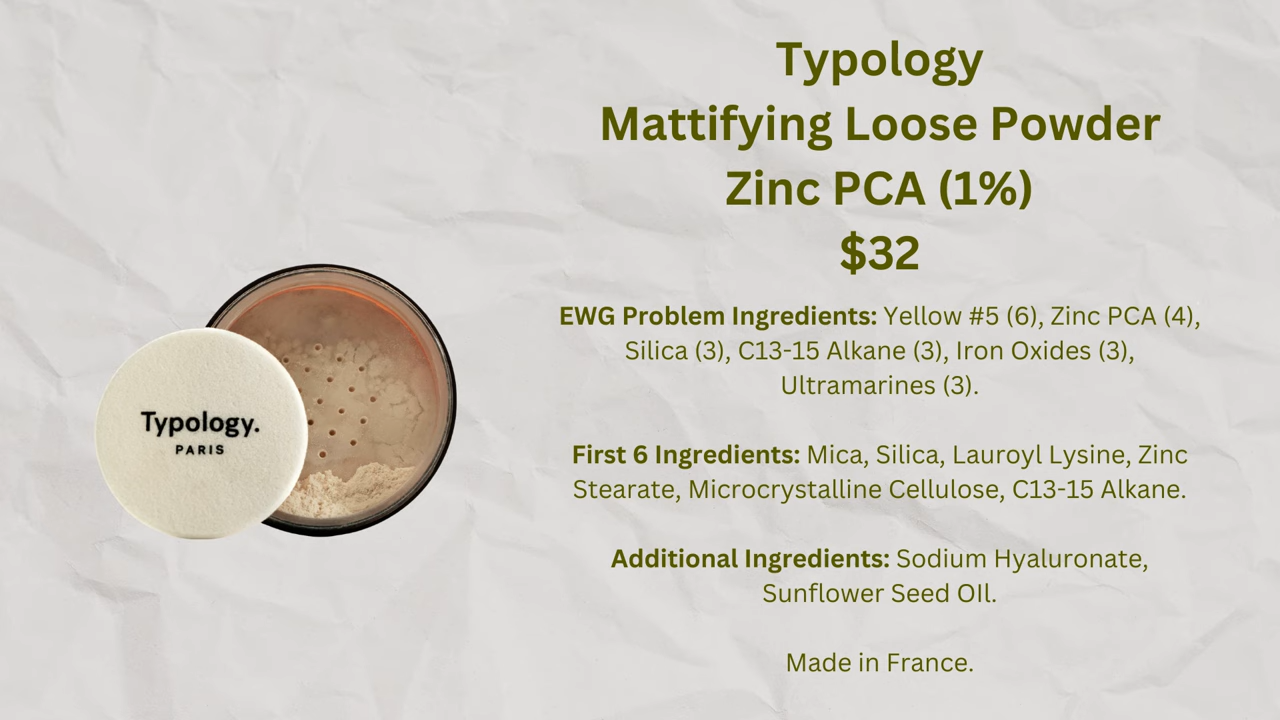 Typology
Mattifying Loose Powder
Zinc PCA (1%)
$32
EWG Problem Ingredients: Yellow #5 (6), Zinc PCA (4),
Silica (3), C13-15 Alkane (3), Iron Oxides (3),
Ultramarines (3).
First 6 Ingredients: Mica, Silica, Lauroyl Lysine, Zinc
Stearate, Microcrystalline Cellulose, C13-15 Alkane.
Additional Ingredients: Sodium Hyaluronate,
Sunflower Seed OIl.
Made in France.
Typology.
PARIS